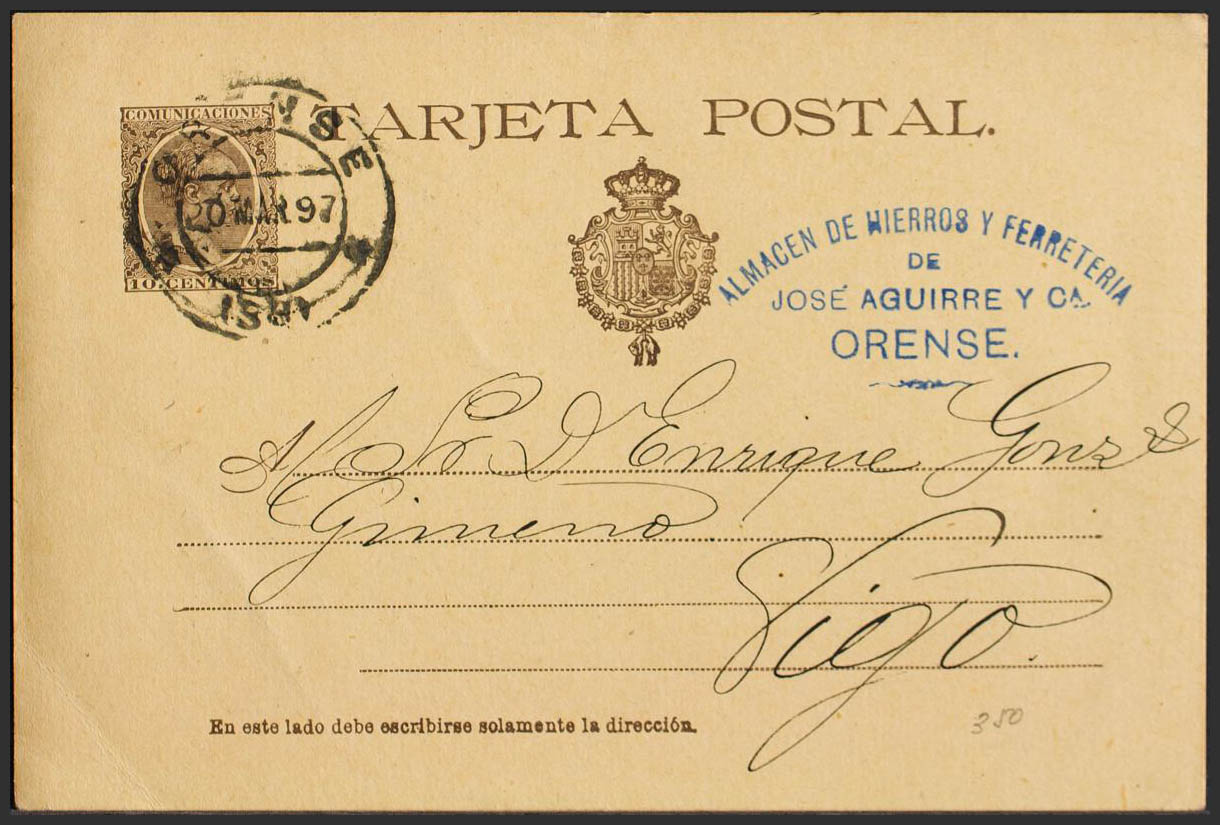 TARJETA POSTAL.
COMUNICACIONES
10 CENTIMOS
ORENSE
20 MAR 97
ALMACEN DE HIERROS Y FERRETERIA
DE
JOSÉ AGUIRRE Y CA.
ORENSE.
Sr D Enrique Gonz
Gimeno
Vigo.
En este lado debe escribirse solamente la dirección.
350